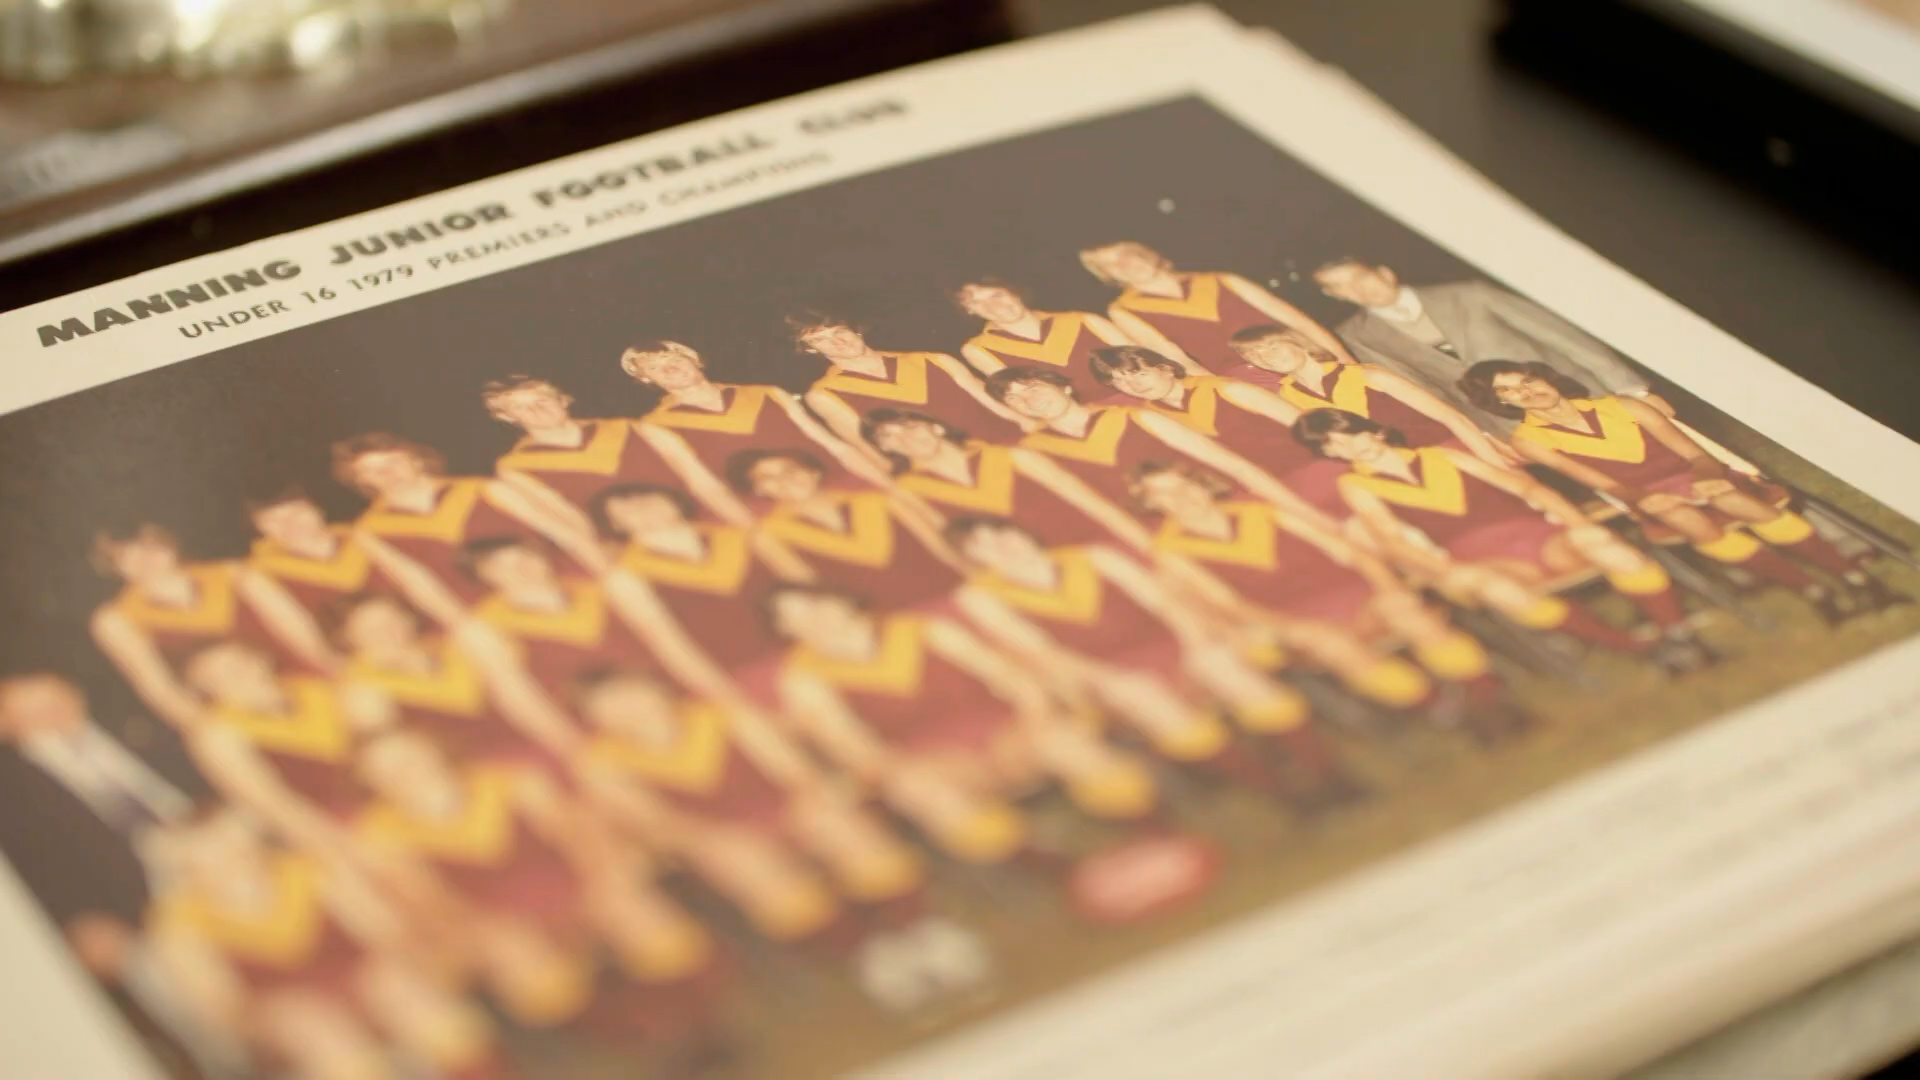 MANNING JUNIOR FOOTBALL CLUB
UNDER 16 1979 PREMIERS AND CHAMPIONS